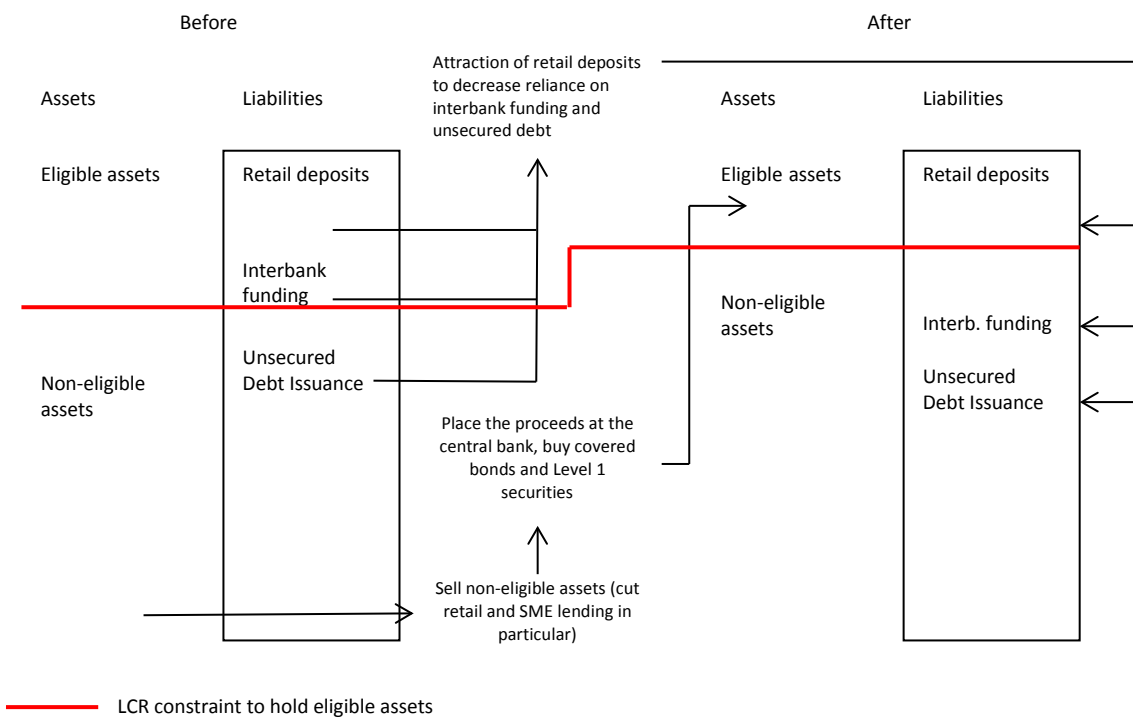 Before
After
Attraction of retail deposits
to decrease reliance on
interbank funding and
unsecured debt
Assets
Liabilities
Assets
Liabilities
Eligible assets
Retail deposits
Eligible assets
Retail deposits
Interbank
funding
Non-eligible
assets
Interb. funding
Unsecured
Debt Issuance
Unsecured
Debt Issuance
Non-eligible
assets
Place the proceeds at the
central bank, buy covered
bonds and Level 1
securities
Sell non-eligible assets (cut
retail and SME lending in
particular)
LCR constraint to hold eligible assets